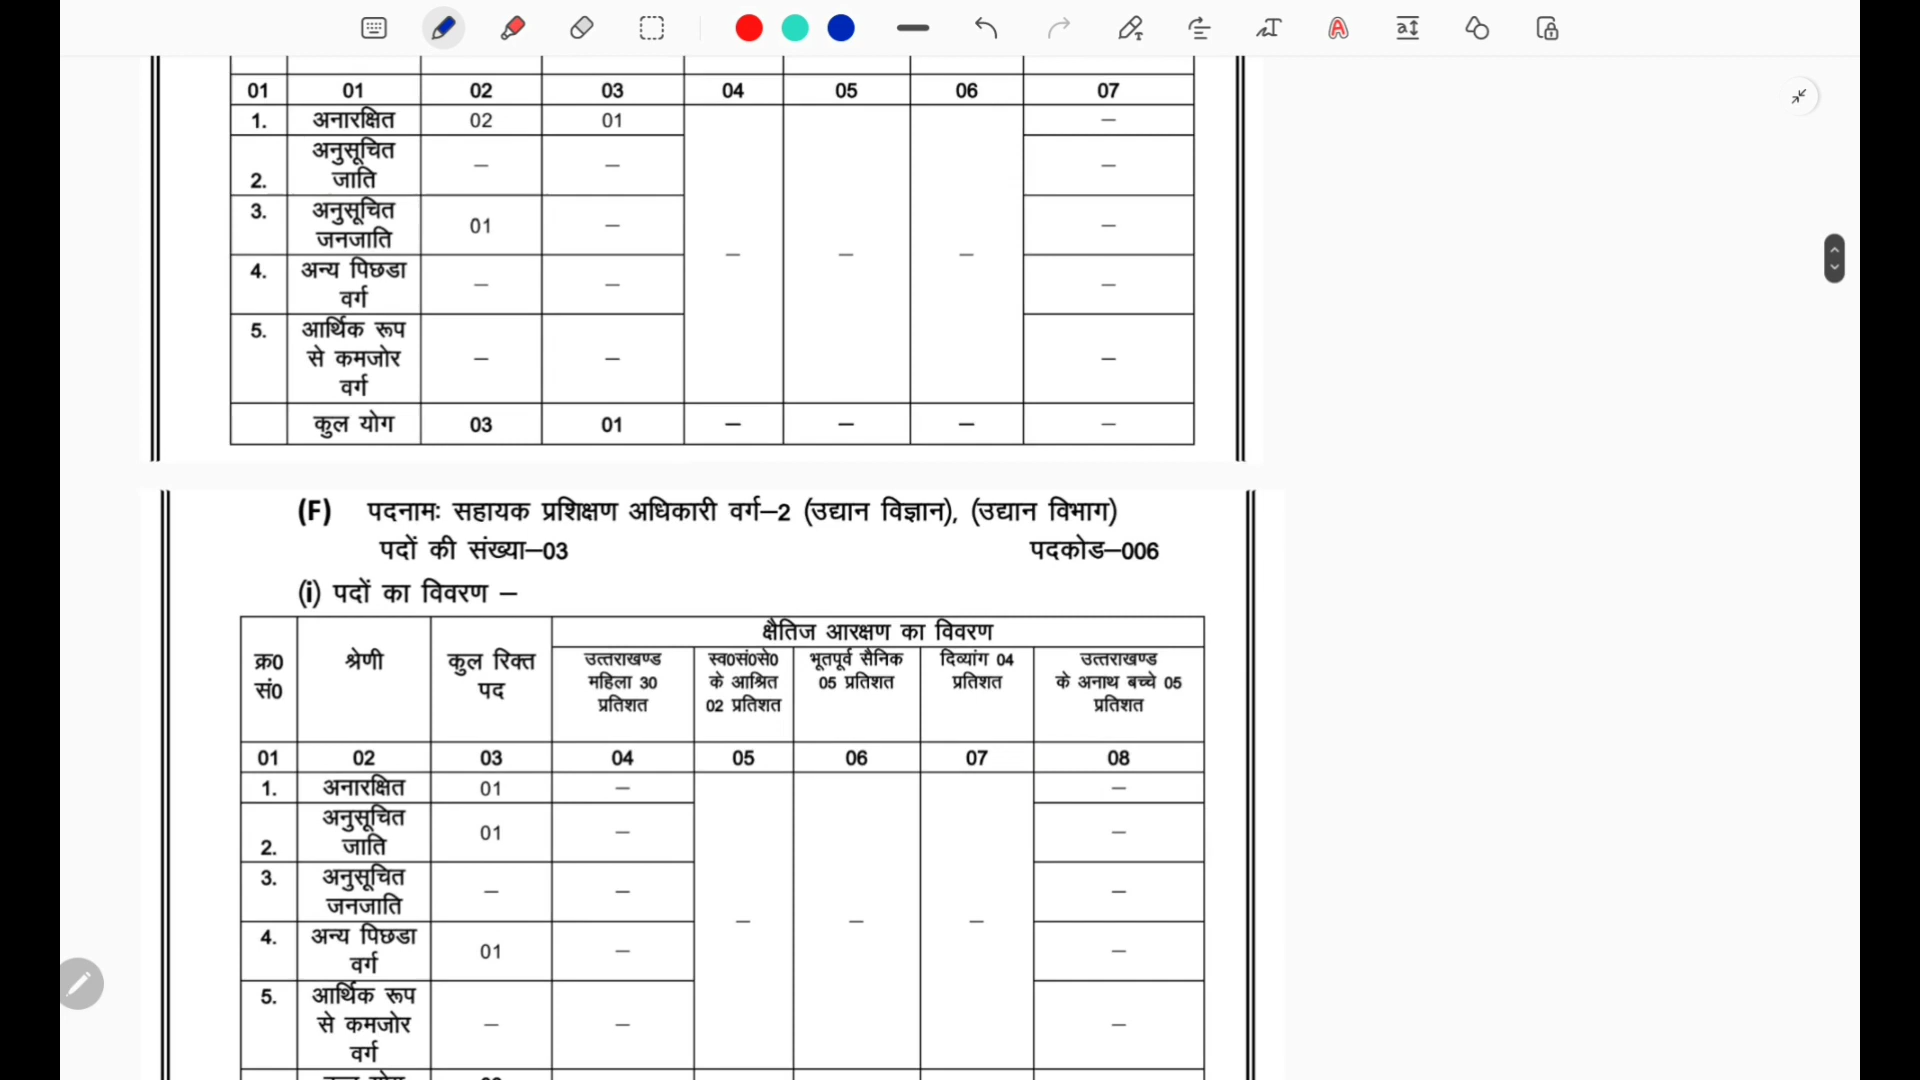 01 01 02 03 04 05 06 07
1. अनारक्षित 02 01 –
अनुसूचित
2. जाति – – –
3. अनुसूचित
जनजाति 01 – – – – –
4. अन्य पिछडा
वर्ग – – –
5. आर्थिक रूप
से कमजोर – – –
वर्ग
कुल योग 03 01 – – – –
(F) पदनामः सहायक प्रशिक्षण अधिकारी वर्ग–2 (उद्यान विज्ञान), (उद्यान विभाग)
पदों की संख्या–03 पदकोड–006
(i) पदों का विवरण –
क्षैतिज आरक्षण का विवरण
क्र0
सं0
श्रेणी
कुल रिक्त
पद
उत्तराखण्ड
महिला 30
प्रतिशत
स्व0सं0से0
के आश्रित
02 प्रतिशत
भूतपूर्व सैनिक
05 प्रतिशत
दिव्यांग 04
प्रतिशत
उत्तराखण्ड
के अनाथ बच्चे 05
प्रतिशत
01 02 03 04 05 06 07 08
1. अनारक्षित 01 – –
अनुसूचित
2. जाति 01 – –
3. अनुसूचित
जनजाति – – – – – –
4. अन्य पिछडा
वर्ग 01 – –
5. आर्थिक रूप
से कमजोर – – –
वर्ग